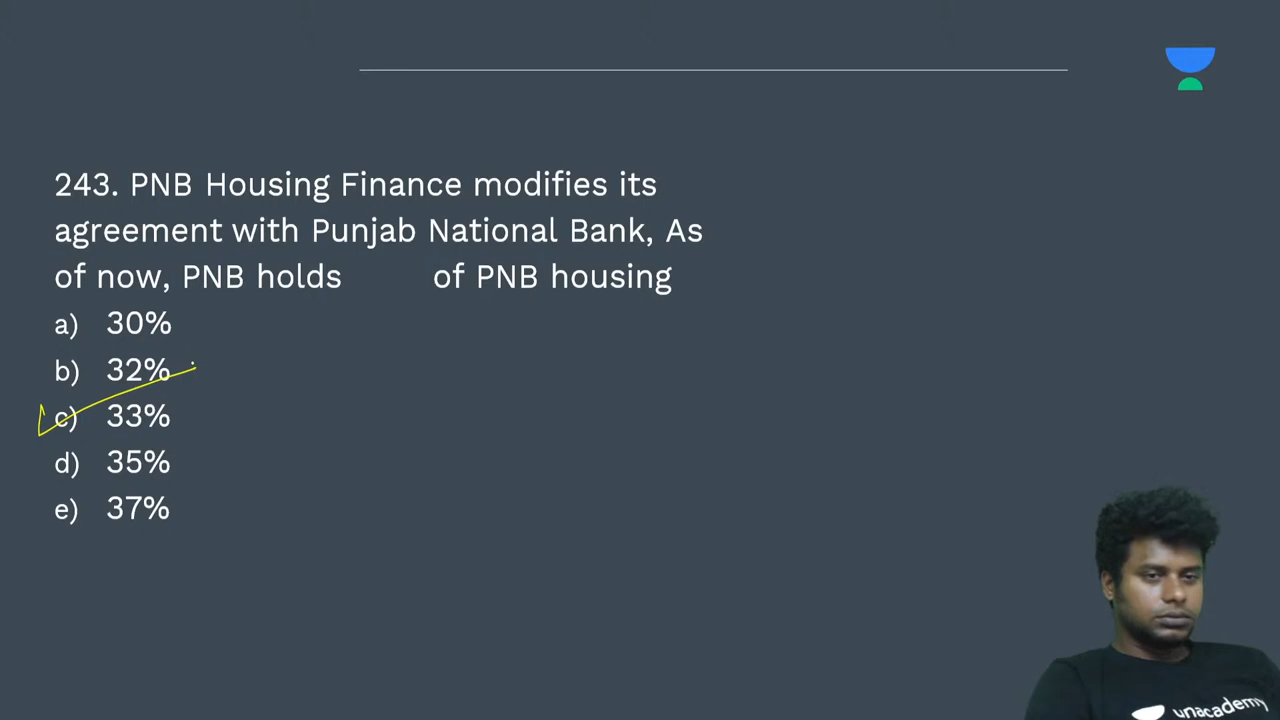 243. PNB Housing Finance modifies its
agreement with Punjab National Bank, As
of now, PNB holds of PNB housing
a) 30%
b) 32%
c) 33%
d) 35%
e) 37%
unacademy